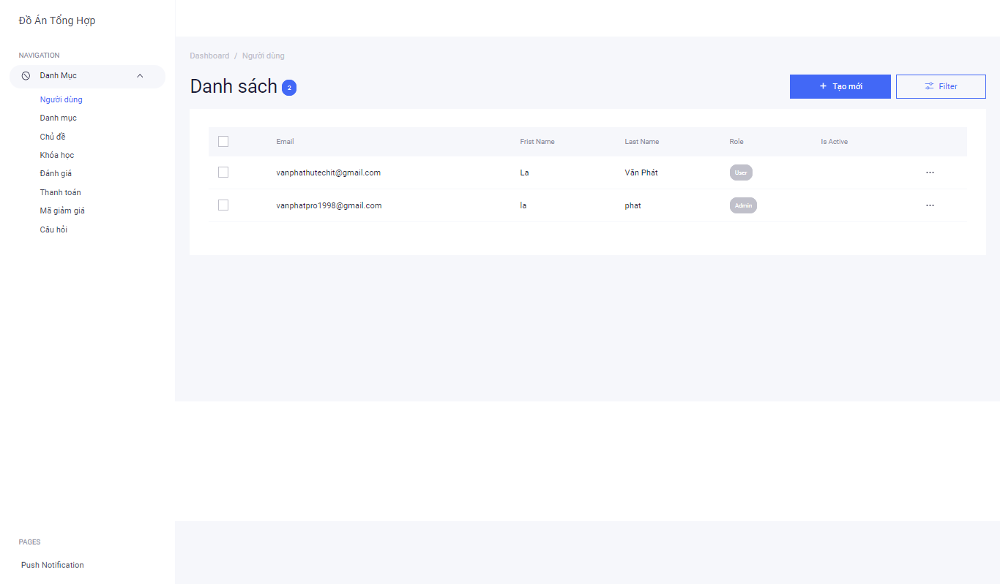 Đồ Án Tổng Hợp
NAVIGATION
Danh Mục
Người dùng
Danh mục
Chủ đề
Khóa học
Đánh giá
Thanh toán
Mã giảm giá
Câu hỏi
PAGES
Push Notification
Dashboard / Người dùng
Danh sách 2
+ Tạo mới Filter
Email Frist Name Last Name Role Is Active
vanphathutechit@gmail.com La Văn Phát User ...
vanphatpro1998@gmail.com la phat Admin ...